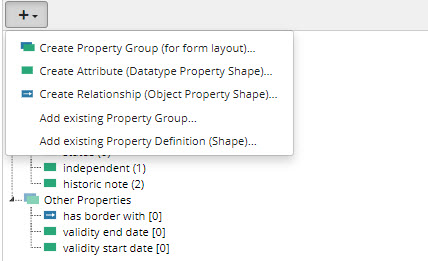 +
Create Property Group (for form layout)...
Create Attribute (Datatype Property Shape)...
Create Relationship (Object Property Shape)...
Add existing Property Group...
Add existing Property Definition (Shape)...
independent (1)
historic note (2)
Other Properties
has border with [0]
validity end date [0]
validity start date [0]